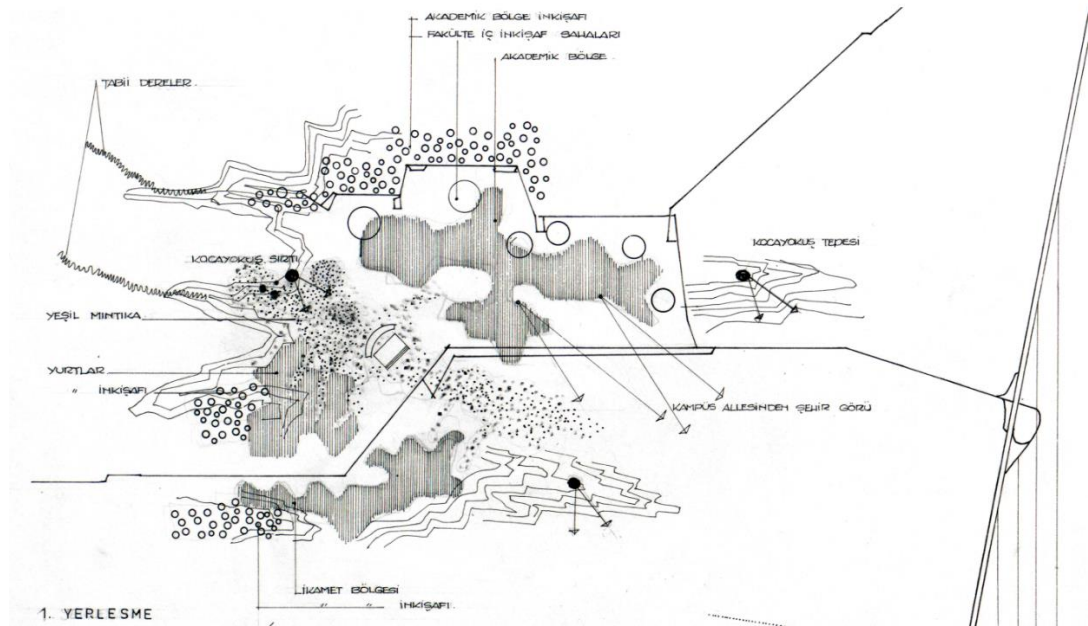 AKADEMİK BÖLGE İNKİŞAFI
FAKÜLTE İÇ İNKİŞAF SAHALARI
AKADEMİK BÖLGE
TABİİ DERELER
KOCAYOKUŞ SIRTI
KOCAYOKUŞ TEPESİ
YEŞİL MINTIKA
YURTLAR
" İNKİŞAFI
KAMPÜS ALLESİNDEN ŞEHİR GÖRÜ
İKAMET BÖLGESİ
" " İNKİŞAFI
1. YERLESME